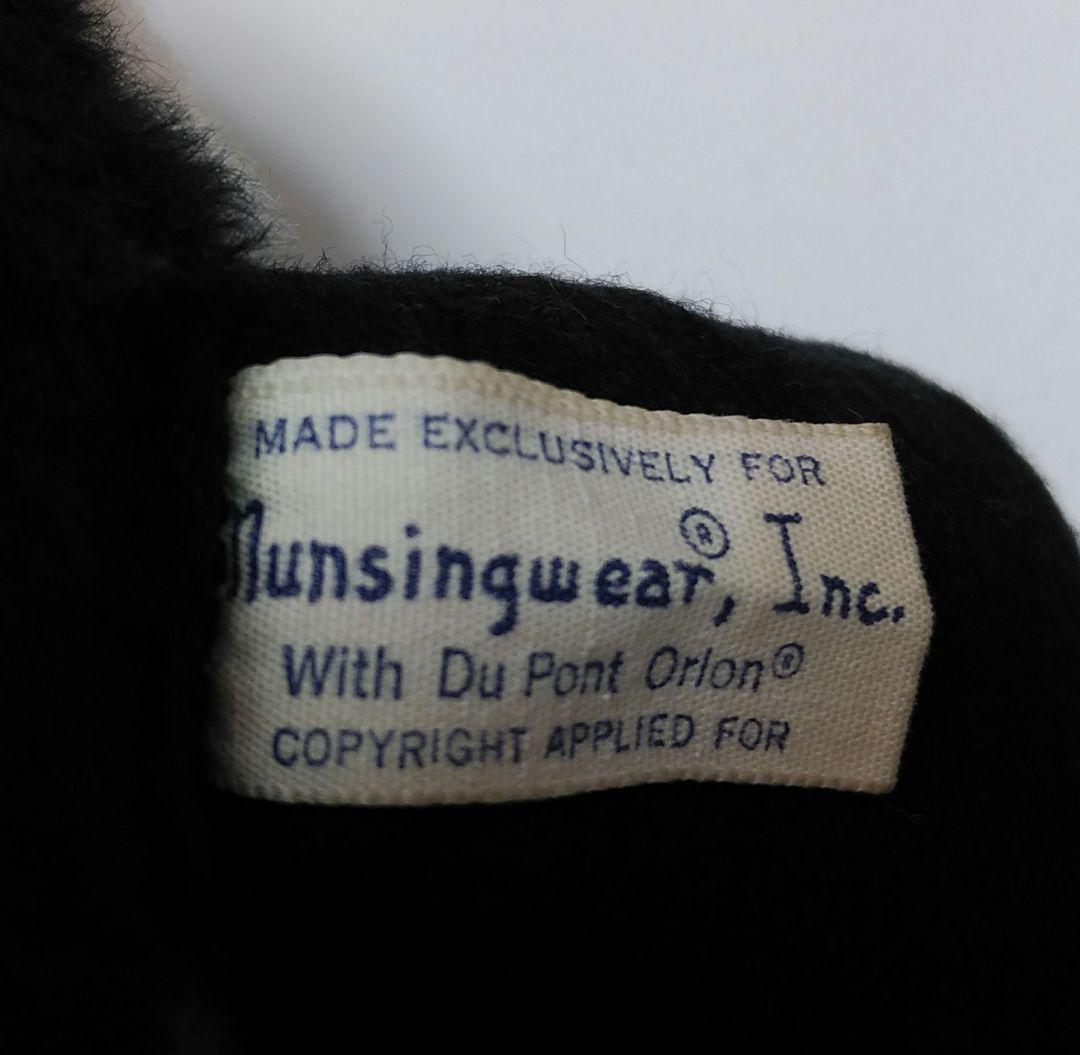 MADE EXCLUSIVELY FOR
Munsingwear®, Inc.
With Du Pont Orlon®
COPYRIGHT APPLIED FOR